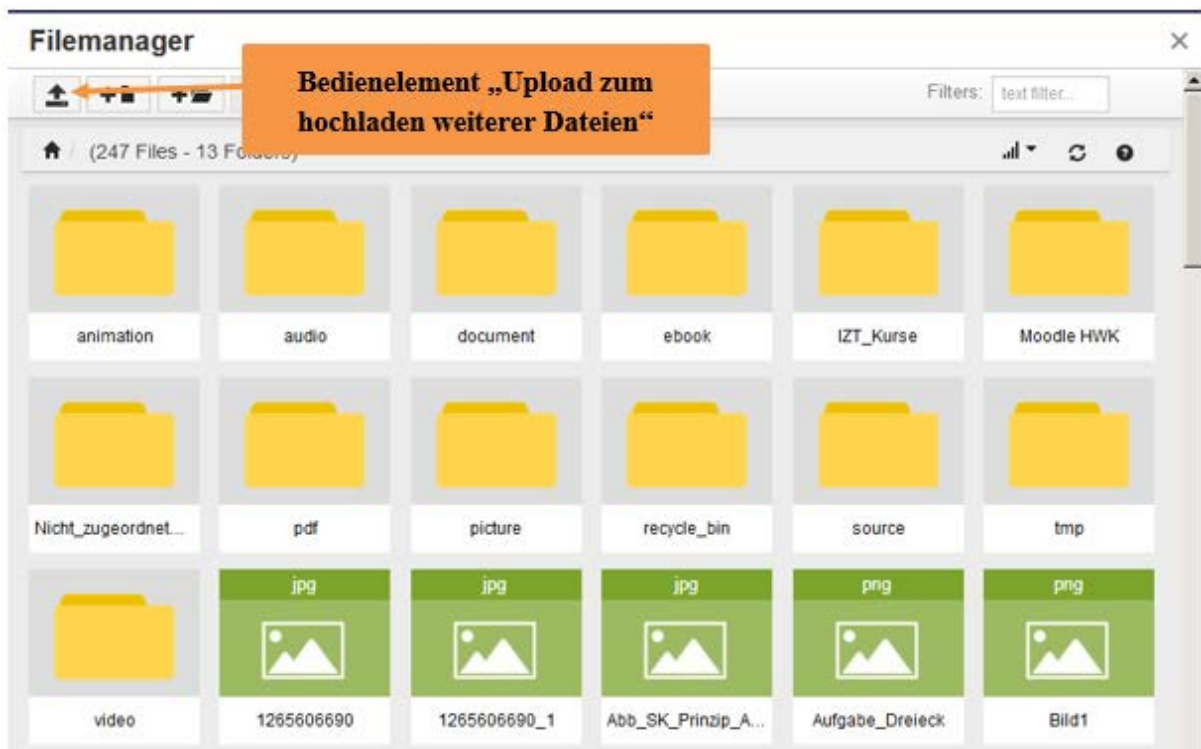 Filemanager
Bedienelement „Upload zum
hochladen weiterer Dateien“
Filters: text filter...
(247 Files - 13 Folders)
animation audio document ebook IZT_Kurse Moodle HWK
Nicht_zugeordnet... pdf picture recycle_bin source tmp
jpg jpg jpg png png
video 1265606690 1265606690_1 Abb_SK_Prinzip_A... Aufgabe_Dreieck Bild1